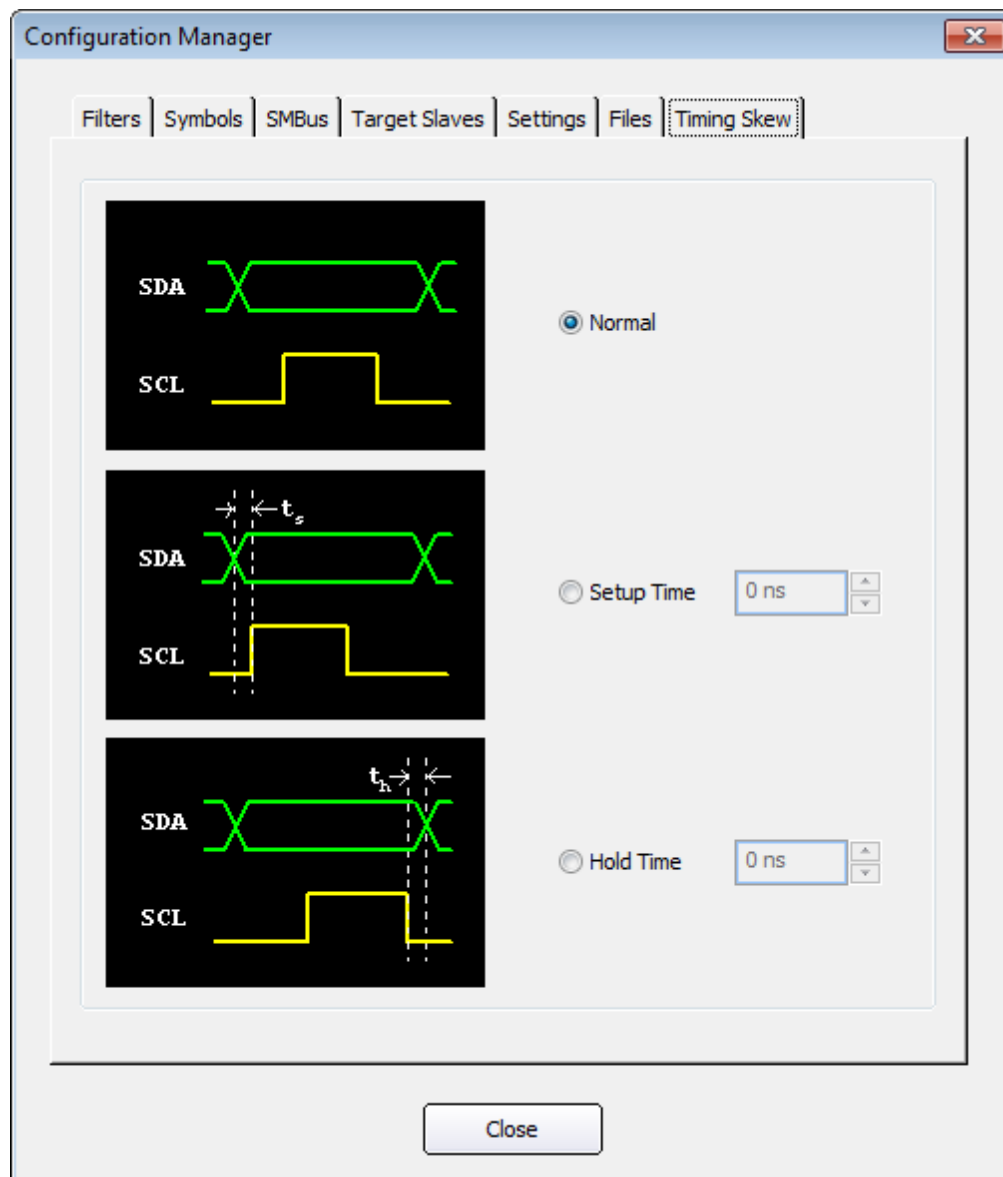 Configuration Manager
Filters Symbols SMBus Target Slaves Settings Files Timing Skew
SDA
SCL
Normal
ts
SDA
SCL
Setup Time 0 ns
th
SDA
SCL
Hold Time 0 ns
Close